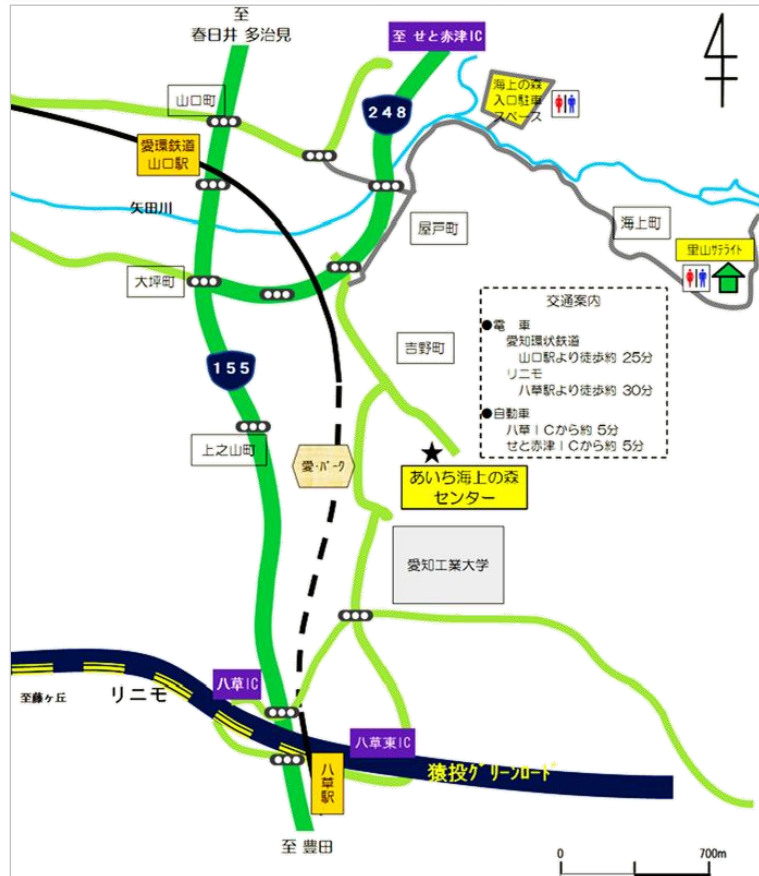 至
春日井 多治見
至 せと赤津IC
山口町
248
海上の森
入口駐車
スペース
愛環鉄道
山口駅
矢田川
屋戸町
海上町
里山サテライト
大坪町
交通案内
●電　車
愛知環状鉄道
山口駅より徒歩約 25分
リニモ
八草駅より徒歩約 30分
●自動車
八草ＩＣから約 5分
せと赤津ＩＣから約 5分
吉野町
155
上之山町
愛・パーク
★
あいち海上の森
センター
愛知工業大学
至藤ヶ丘
リニモ
八草IC
八草東IC
八草駅
猿投グリーンロード
至 豊田
0
700m